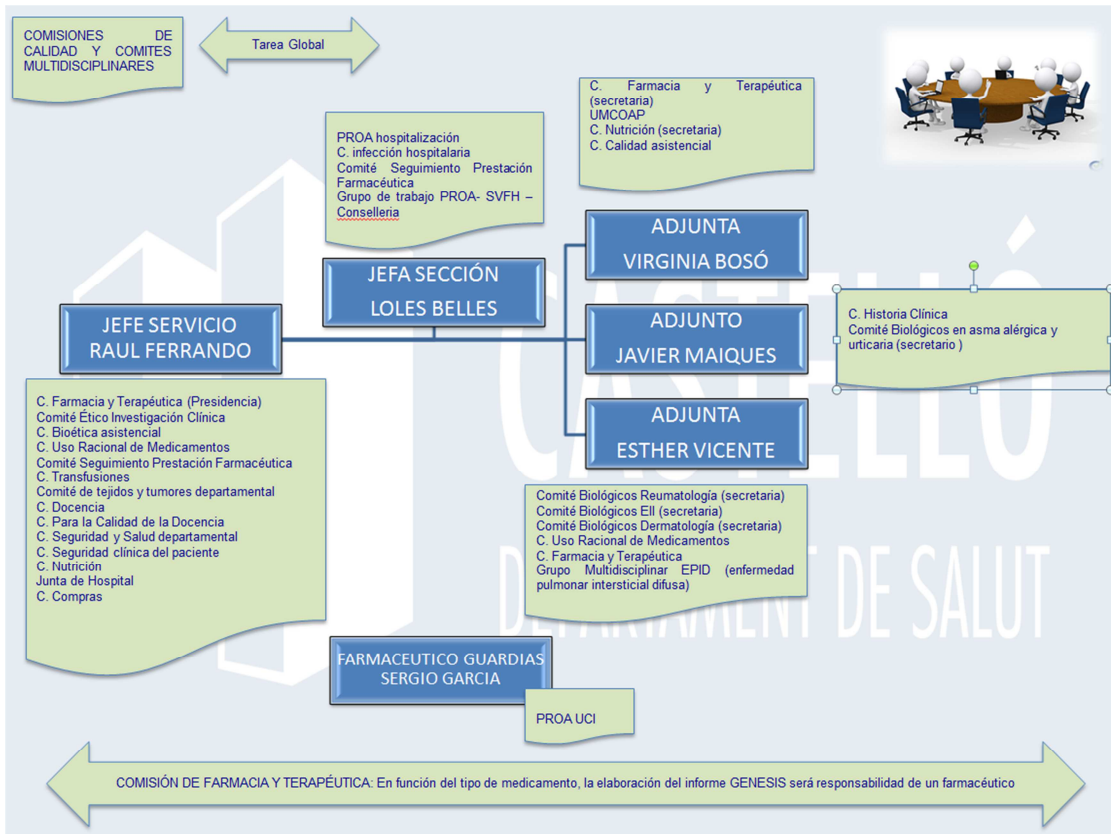 COMISIONES DE
CALIDAD Y COMITES
MULTIDISCIPLINARES
Tarea Global
C. Farmacia y Terapéutica
(secretaria)
UMCOAP
C. Nutrición (secretaria)
C. Calidad asistencial
PROA hospitalización
C. infección hospitalaria
Comité Seguimiento Prestación
Farmacéutica
Grupo de trabajo PROA- SVFH –
Conselleria
ADJUNTA
VIRGINIA BOSÓ
JEFA SECCIÓN
LOLES BELLES
JEFE SERVICIO
RAUL FERRANDO
ADJUNTO
JAVIER MAIQUES
C. Historia Clínica
Comité Biológicos en asma alérgica y
urticaria (secretario )
ADJUNTA
ESTHER VICENTE
C. Farmacia y Terapéutica (Presidencia)
Comité Ético Investigación Clínica
C. Bioética asistencial
C. Uso Racional de Medicamentos
Comité Seguimiento Prestación Farmacéutica
C. Transfusiones
Comité de tejidos y tumores departamental
C. Docencia
C. Para la Calidad de la Docencia
C. Seguridad y Salud departamental
C. Seguridad clínica del paciente
C. Nutrición
Junta de Hospital
C. Compras
Comité Biológicos Reumatología (secretaria)
Comité Biológicos EII (secretaria)
Comité Biológicos Dermatología (secretaria)
C. Uso Racional de Medicamentos
C. Farmacia y Terapéutica
Grupo Multidisciplinar EPID (enfermedad
pulmonar intersticial difusa)
CASTELLÓ
DEPARTAMENT DE SALUT
FARMACEUTICO GUARDIAS
SERGIO GARCIA
PROA UCI
COMISIÓN DE FARMACIA Y TERAPÉUTICA: En función del tipo de medicamento, la elaboración del informe GENESIS será responsabilidad de un farmacéutico